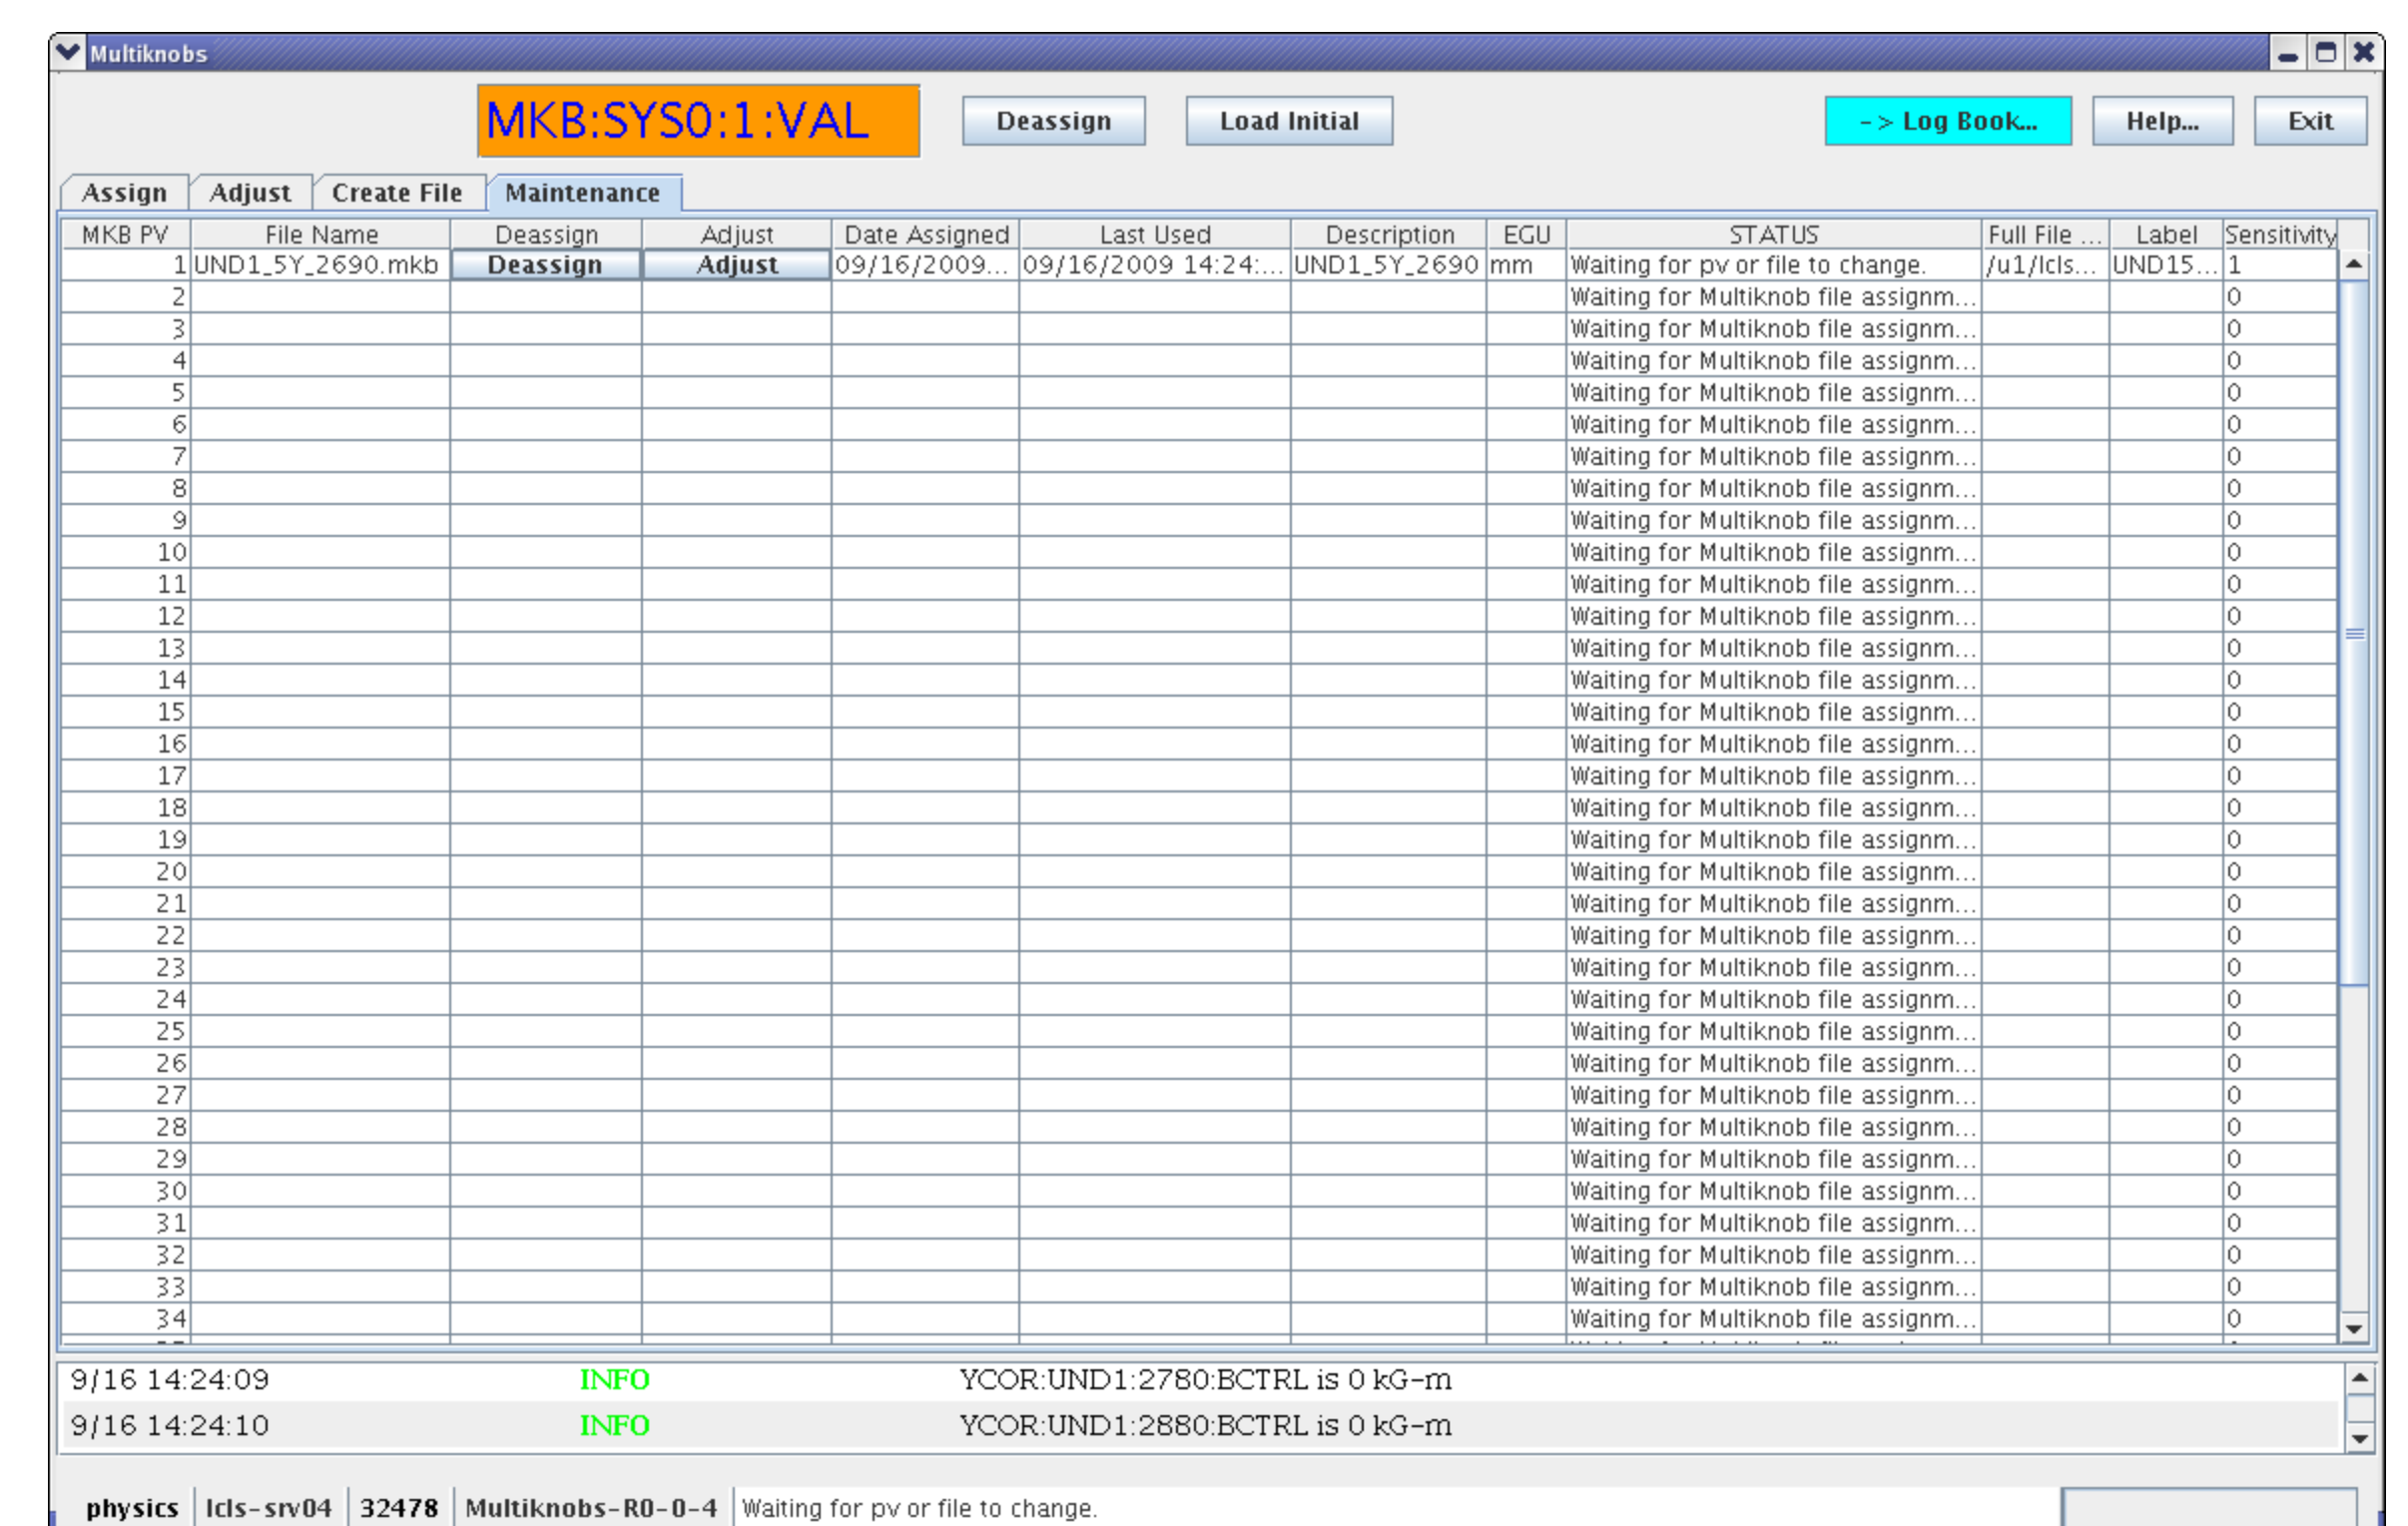 Multiknobs
MKB:SYS0:1:VAL Deassign Load Initial -> Log Book... Help... Exit
Assign Adjust Create File Maintenance
MKB PV File Name Deassign Adjust Date Assigned Last Used Description EGU STATUS Full File ... Label Sensitivity
1 UND1_5Y_2690.mkb Deassign Adjust 09/16/2009... 09/16/2009 14:24:... UND1_5Y_2690 mm Waiting for pv or file to change. /u1/lcls... UND15... 1
2 Waiting for Multiknob file assignm... 0
3 Waiting for Multiknob file assignm... 0
4 Waiting for Multiknob file assignm... 0
5 Waiting for Multiknob file assignm... 0
6 Waiting for Multiknob file assignm... 0
7 Waiting for Multiknob file assignm... 0
8 Waiting for Multiknob file assignm... 0
9 Waiting for Multiknob file assignm... 0
10 Waiting for Multiknob file assignm... 0
11 Waiting for Multiknob file assignm... 0
12 Waiting for Multiknob file assignm... 0
13 Waiting for Multiknob file assignm... 0
14 Waiting for Multiknob file assignm... 0
15 Waiting for Multiknob file assignm... 0
16 Waiting for Multiknob file assignm... 0
17 Waiting for Multiknob file assignm... 0
18 Waiting for Multiknob file assignm... 0
19 Waiting for Multiknob file assignm... 0
20 Waiting for Multiknob file assignm... 0
21 Waiting for Multiknob file assignm... 0
22 Waiting for Multiknob file assignm... 0
23 Waiting for Multiknob file assignm... 0
24 Waiting for Multiknob file assignm... 0
25 Waiting for Multiknob file assignm... 0
26 Waiting for Multiknob file assignm... 0
27 Waiting for Multiknob file assignm... 0
28 Waiting for Multiknob file assignm... 0
29 Waiting for Multiknob file assignm... 0
30 Waiting for Multiknob file assignm... 0
31 Waiting for Multiknob file assignm... 0
32 Waiting for Multiknob file assignm... 0
33 Waiting for Multiknob file assignm... 0
34 Waiting for Multiknob file assignm... 0
9/16 14:24:09 INFO YCOR:UND1:2780:BCTRL is 0 kG-m
9/16 14:24:10 INFO YCOR:UND1:2880:BCTRL is 0 kG-m
physics lcls-srv04 32478 Multiknobs-R0-0-4 Waiting for pv or file to change.